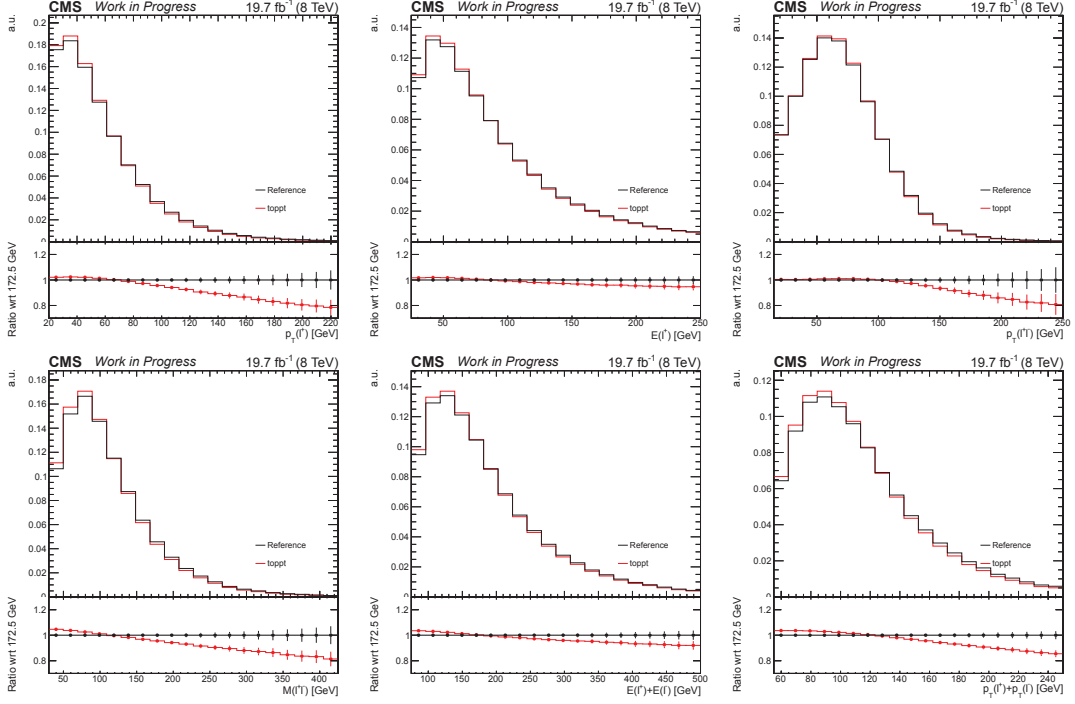 CMS Work in Progress 19.7 fb⁻¹ (8 TeV)
a.u.
0.2
0.18
0.16
0.14
0.12
0.1
0.08
0.06
0.04
0.02
0
Reference
toppt
Ratio wrt 172.5 GeV
1.2
1
0.8
20 40 60 80 100 120 140 160 180 200 220
p_T(l⁺) [GeV]
CMS Work in Progress 19.7 fb⁻¹ (8 TeV)
a.u.
0.14
0.12
0.1
0.08
0.06
0.04
0.02
0
Reference
toppt
Ratio wrt 172.5 GeV
1.2
1
0.8
50 100 150 200 250
E(l⁺) [GeV]
CMS Work in Progress 19.7 fb⁻¹ (8 TeV)
a.u.
0.14
0.12
0.1
0.08
0.06
0.04
0.02
0
Reference
toppt
Ratio wrt 172.5 GeV
1.2
1
0.8
50 100 150 200 250
p_T(l⁺l⁻) [GeV]
CMS Work in Progress 19.7 fb⁻¹ (8 TeV)
a.u.
0.18
0.16
0.14
0.12
0.1
0.08
0.06
0.04
0.02
0
Reference
toppt
Ratio wrt 172.5 GeV
1.2
1
0.8
50 100 150 200 250 300 350 400
M(l⁺l⁻) [GeV]
CMS Work in Progress 19.7 fb⁻¹ (8 TeV)
a.u.
0.14
0.12
0.1
0.08
0.06
0.04
0.02
0
Reference
toppt
Ratio wrt 172.5 GeV
1.2
1
0.8
100 150 200 250 300 350 400 450 500
E(l⁺)+E(l⁻) [GeV]
CMS Work in Progress 19.7 fb⁻¹ (8 TeV)
a.u.
0.12
0.1
0.08
0.06
0.04
0.02
0
Reference
toppt
Ratio wrt 172.5 GeV
1.2
1
0.8
60 80 100 120 140 160 180 200 220 240
p_T(l⁺)+p_T(l⁻) [GeV]